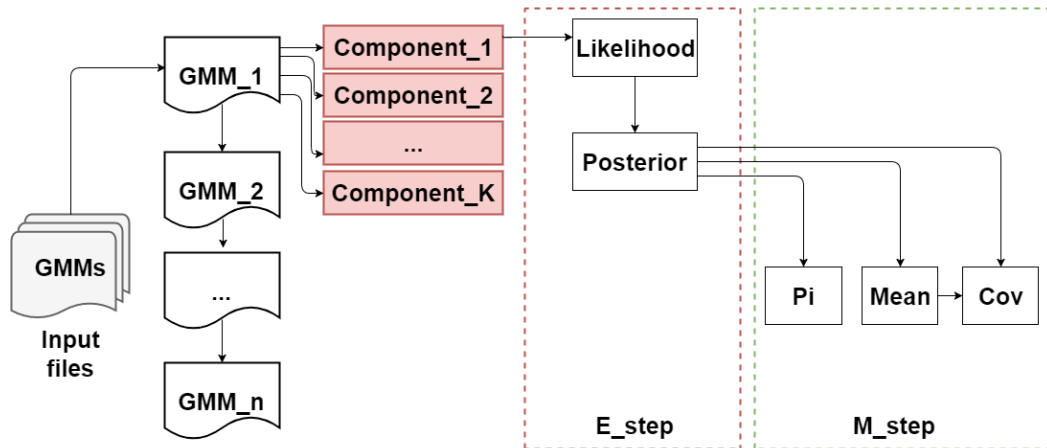 GMMs
Input
files
GMM_1
GMM_2
...
GMM_n
Component_1
Component_2
...
Component_K
Likelihood
Posterior
E_step
Pi
Mean
Cov
M_step